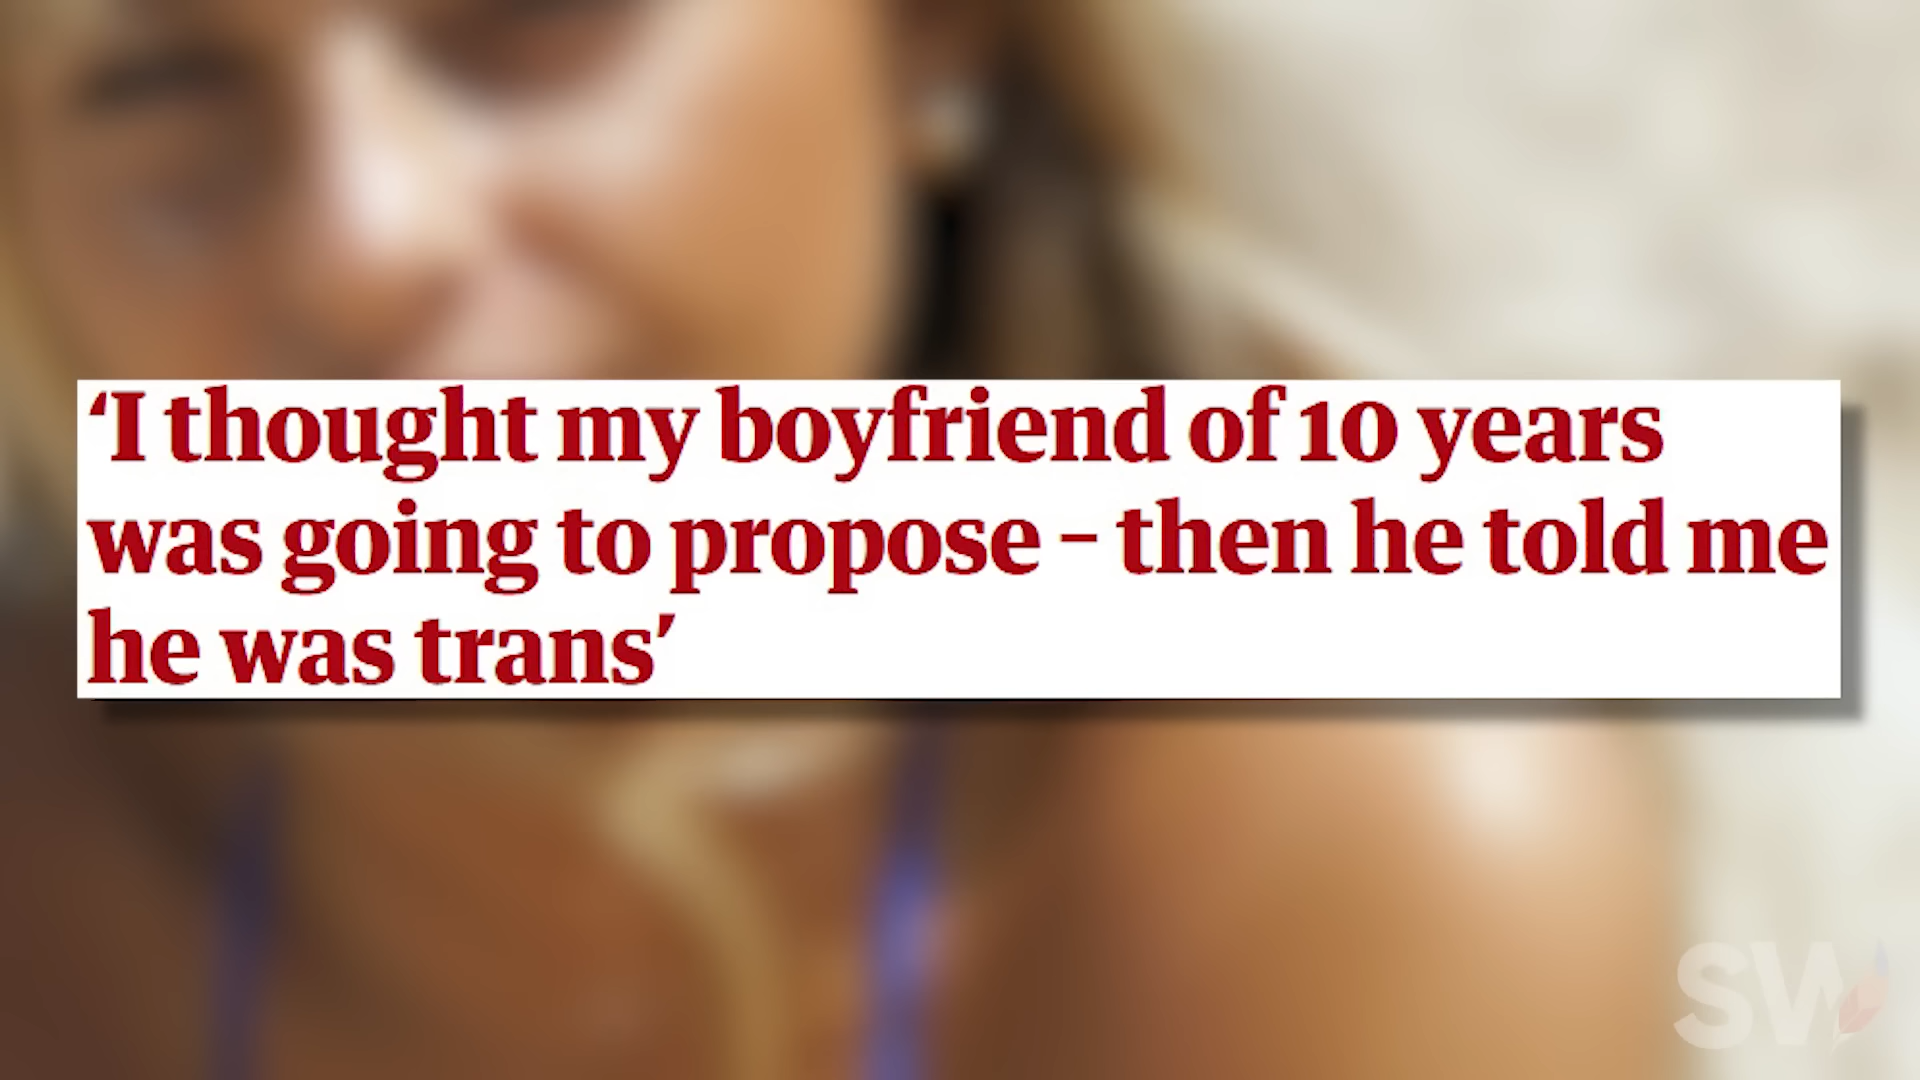 ‘I thought my boyfriend of 10 years
was going to propose – then he told me
he was trans’
SW